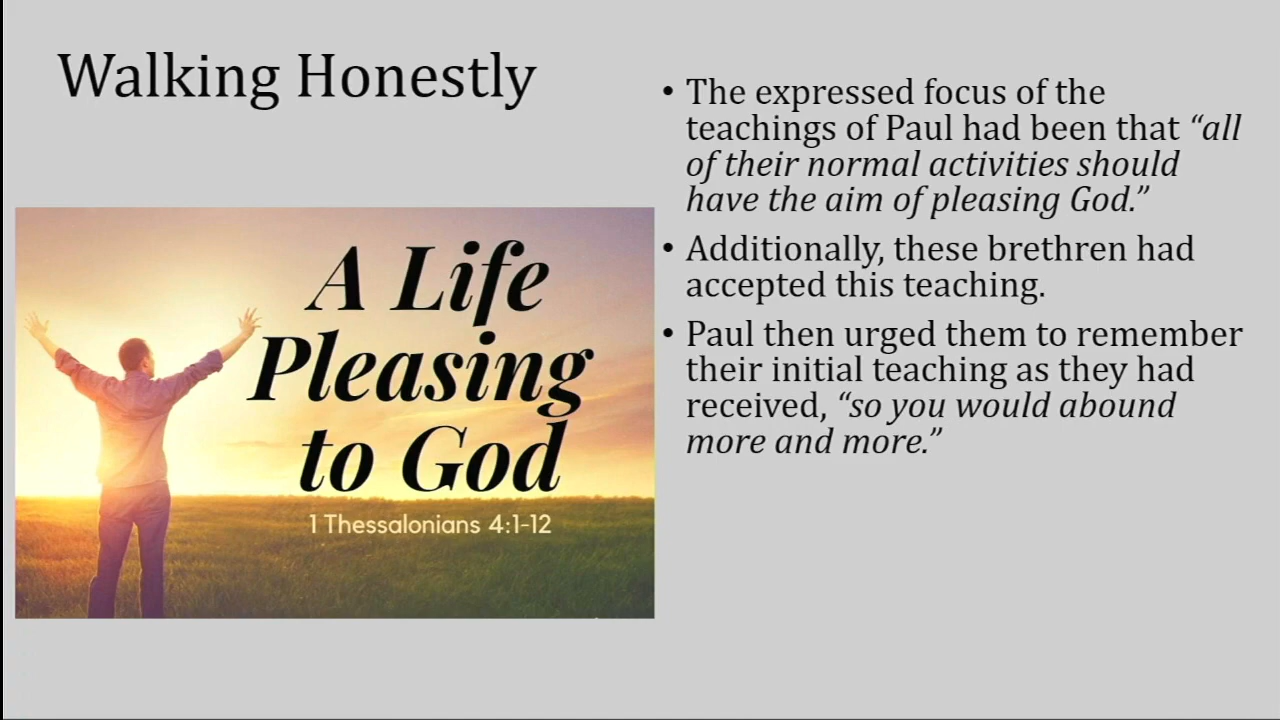 Walking Honestly
A Life
Pleasing
to God
1 Thessalonians 4:1-12
• The expressed focus of the
teachings of Paul had been that “all
of their normal activities should
have the aim of pleasing God.”
• Additionally, these brethren had
accepted this teaching.
• Paul then urged them to remember
their initial teaching as they had
received, “so you would abound
more and more.”